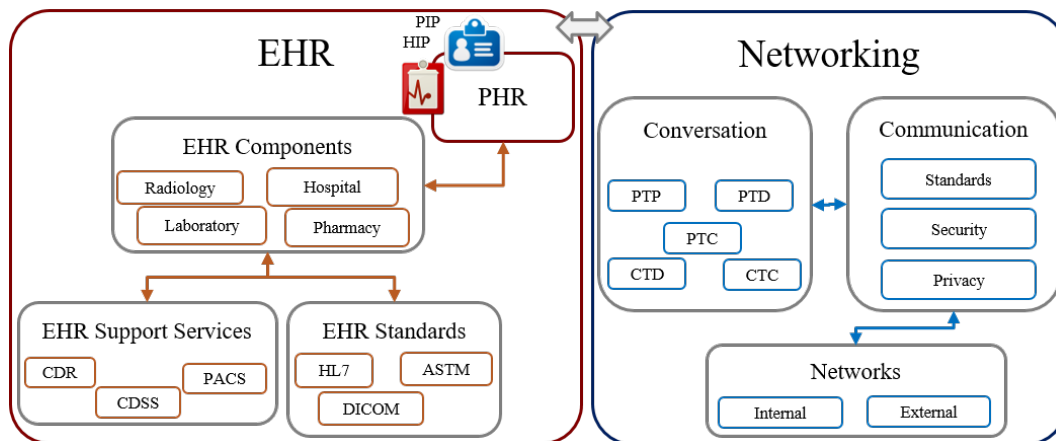 EHR
PIP
HIP
PHR
EHR Components
Radiology
Hospital
Laboratory
Pharmacy
EHR Support Services
CDR
PACS
CDSS
EHR Standards
HL7
ASTM
DICOM
Networking
Conversation
PTP
PTD
PTC
CTD
CTC
Communication
Standards
Security
Privacy
Networks
Internal
External